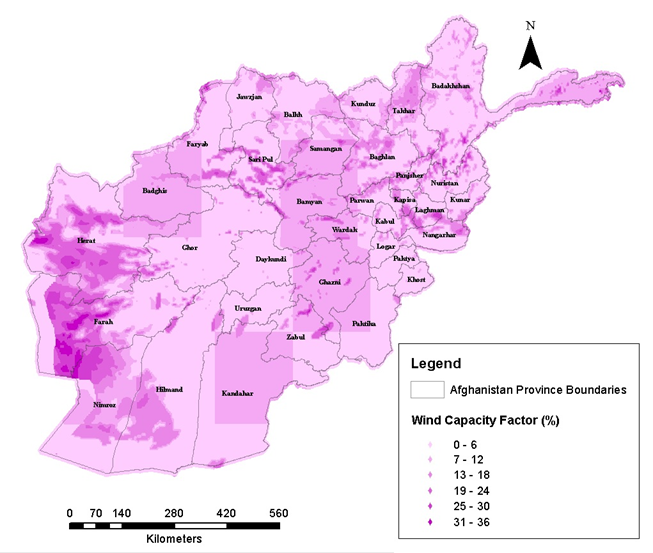 N
Badakhshan
Jawzjan
Kunduz
Takhar
Balkh
Faryab
Samangan
Baghlan
Sari Pul
Panjsher
Nuristan
Badghis
Bamyan
Parwan
Kapisa
Kunar
Laghman
Kabul
Wardak
Nangarhar
Herat
Ghor
Logar
Daykundi
Paktya
Ghazni
Khost
Uruzgan
Farah
Paktika
Zabul
Hilmand
Kandahar
Nimroz
Legend
Afghanistan Province Boundaries
Wind Capacity Factor (%)
0 - 6
7 - 12
13 - 18
19 - 24
25 - 30
31 - 36
0 70 140 280 420 560
Kilometers